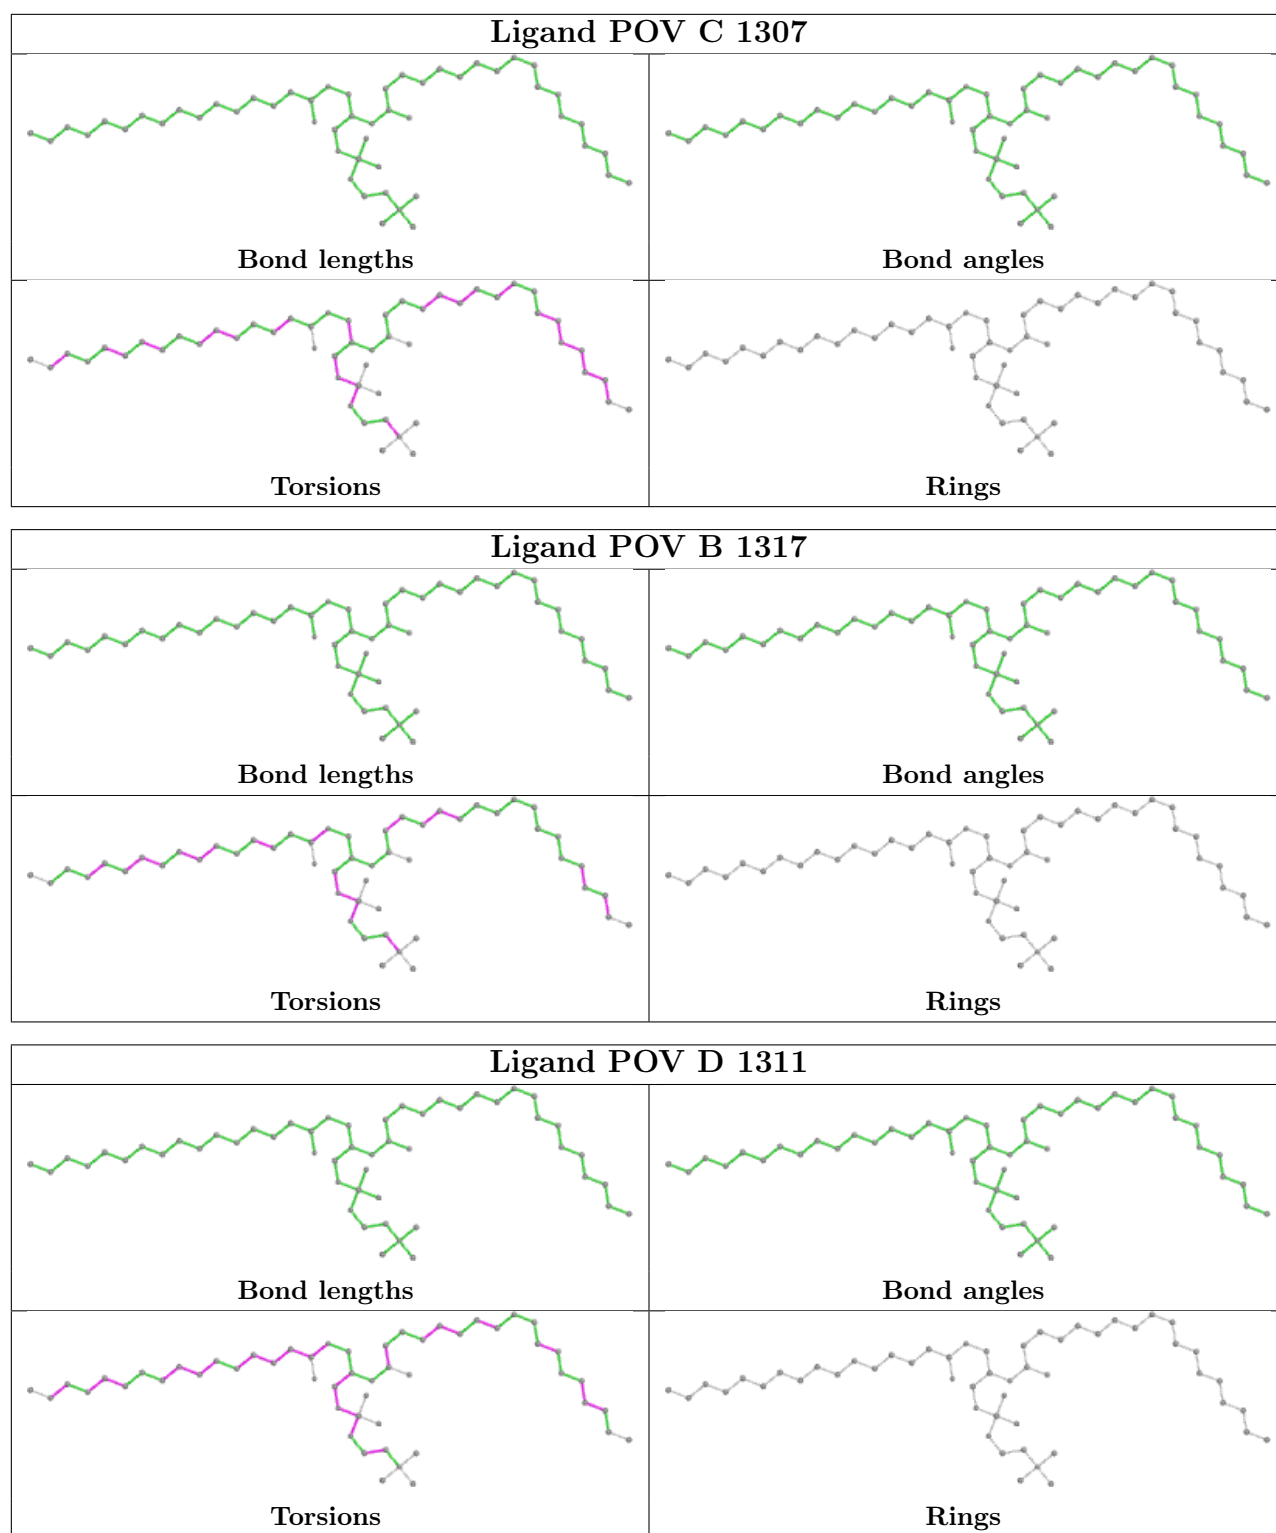 Ligand POV C 1307
Bond lengths
Bond angles
Torsions
Rings
Ligand POV B 1317
Bond lengths
Bond angles
Torsions
Rings
Ligand POV D 1311
Bond lengths
Bond angles
Torsions
Rings